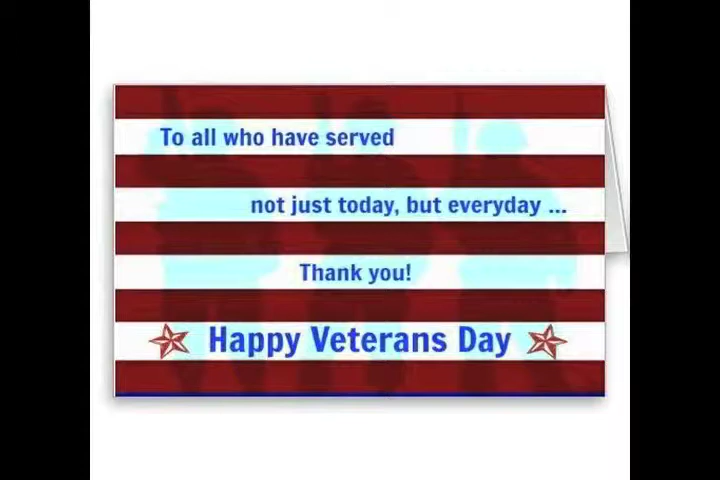 To all who have served
not just today, but everyday ...
Thank you!
Happy Veterans Day